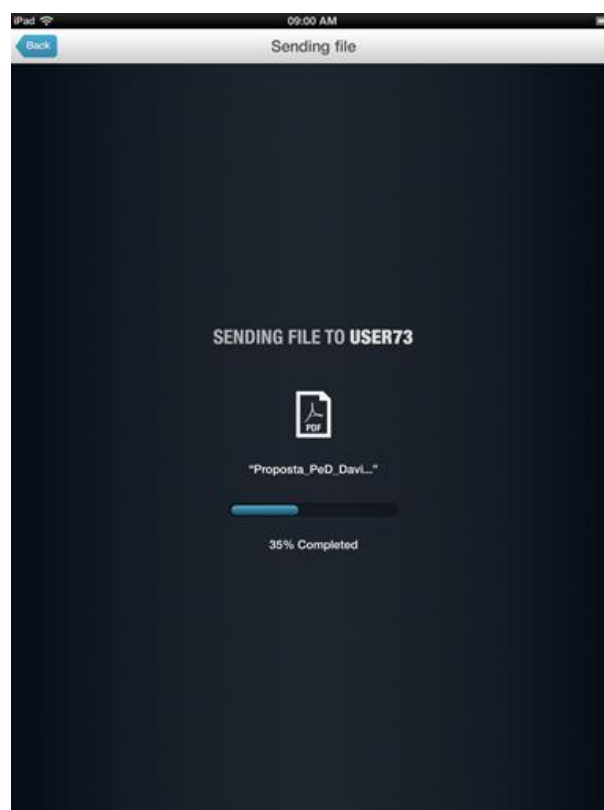 iPad 09:00 AM
Back Sending file
SENDING FILE TO USER73
PDF
"Proposta_PeD_Davi..."
35% Completed